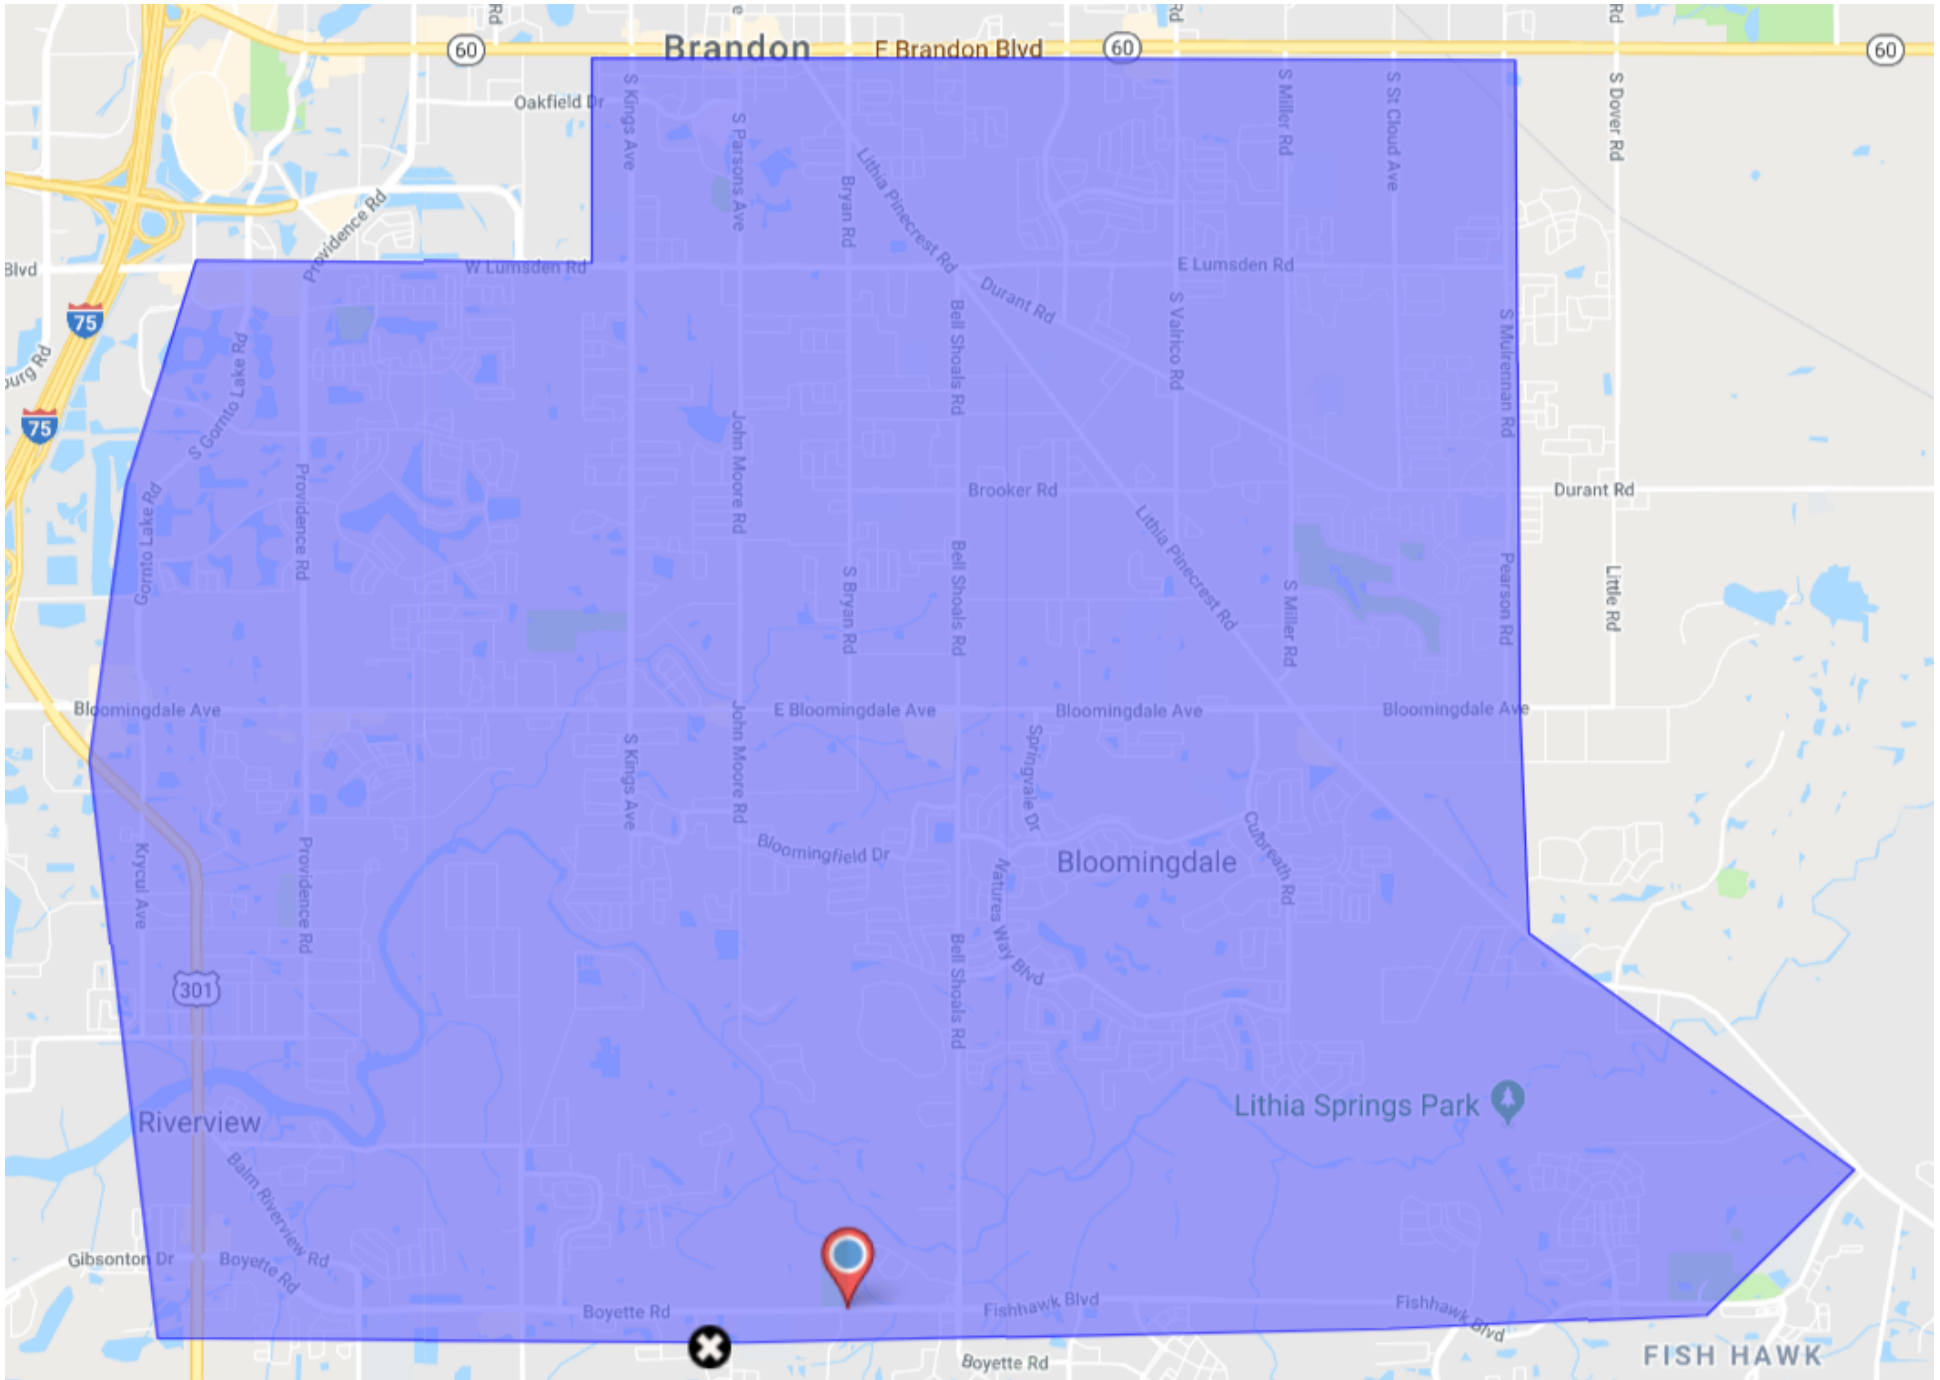 Rd
e
Rd
Rd
60
Brandon
E Brandon Blvd
60
60
Oakfield Dr
S Kings Ave
S Parsons Ave
Bryan Rd
Lithia Pinecrest Rd
S Miller Rd
S St Cloud Ave
S Dover Rd
Providence Rd
Blvd
W Lumsden Rd
E Lumsden Rd
Durant Rd
75
S Gornto Lake Rd
Bell Shoals Rd
S Valrico Rd
S Mulrennan Rd
75
John Moore Rd
Gornto Lake Rd
Providence Rd
Brooker Rd
Durant Rd
Lithia Pinecrest Rd
S Bryan Rd
Bell Shoals Rd
S Miller Rd
Pearson Rd
Little Rd
Bloomingdale Ave
E Bloomingdale Ave
Bloomingdale Ave
Bloomingdale Ave
S Kings Ave
John Moore Rd
Springvale Dr
Krycul Ave
Providence Rd
Bloomingfield Dr
Bloomingdale
Culbreath Rd
Natures Way Blvd
301
Bell Shoals Rd
Riverview
Lithia Springs Park
Balm Riverview Rd
Gibsonton Dr
Boyette Rd
Boyette Rd
Fishhawk Blvd
Fishhawk Blvd
Boyette Rd
FISH HAWK